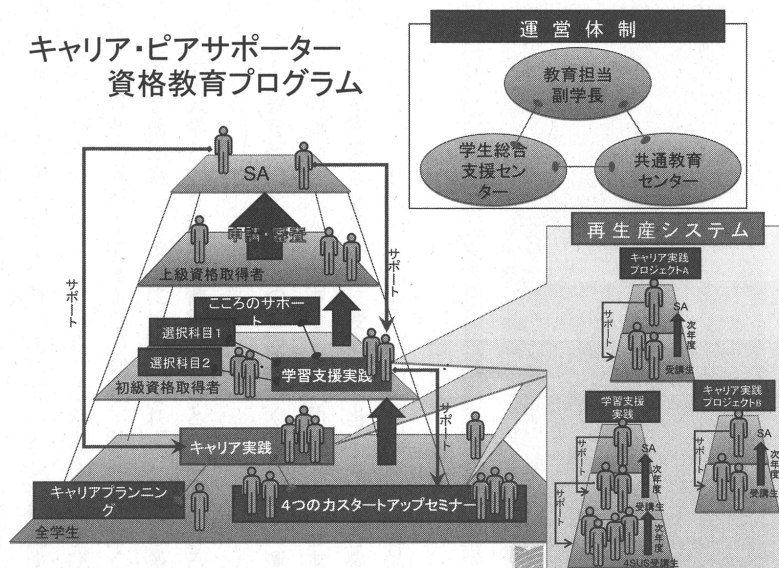 キャリア・ピアサポーター
資格教育プログラム
運営体制
教育担当
副学長
学生総合
支援セン
ター
共通教育
センター
SA
上級資格取得者
サポート
サポート
こころのサポー
ト
選択科目1
選択科目2
学習支援実践
初級資格取得者
サポート
キャリア実践
キャリアプランニン
グ
4つの力スタートアップセミナー
全学生
再生産システム
キャリア実践
プロジェクトA
SA
サポート
次年度
受講生
学習支援
実践
SA
サポート
次年度
受講生
サポート
次年度
4SUS受講生
キャリア実践
プロジェクトB
SA
サポート
次年度
受講生